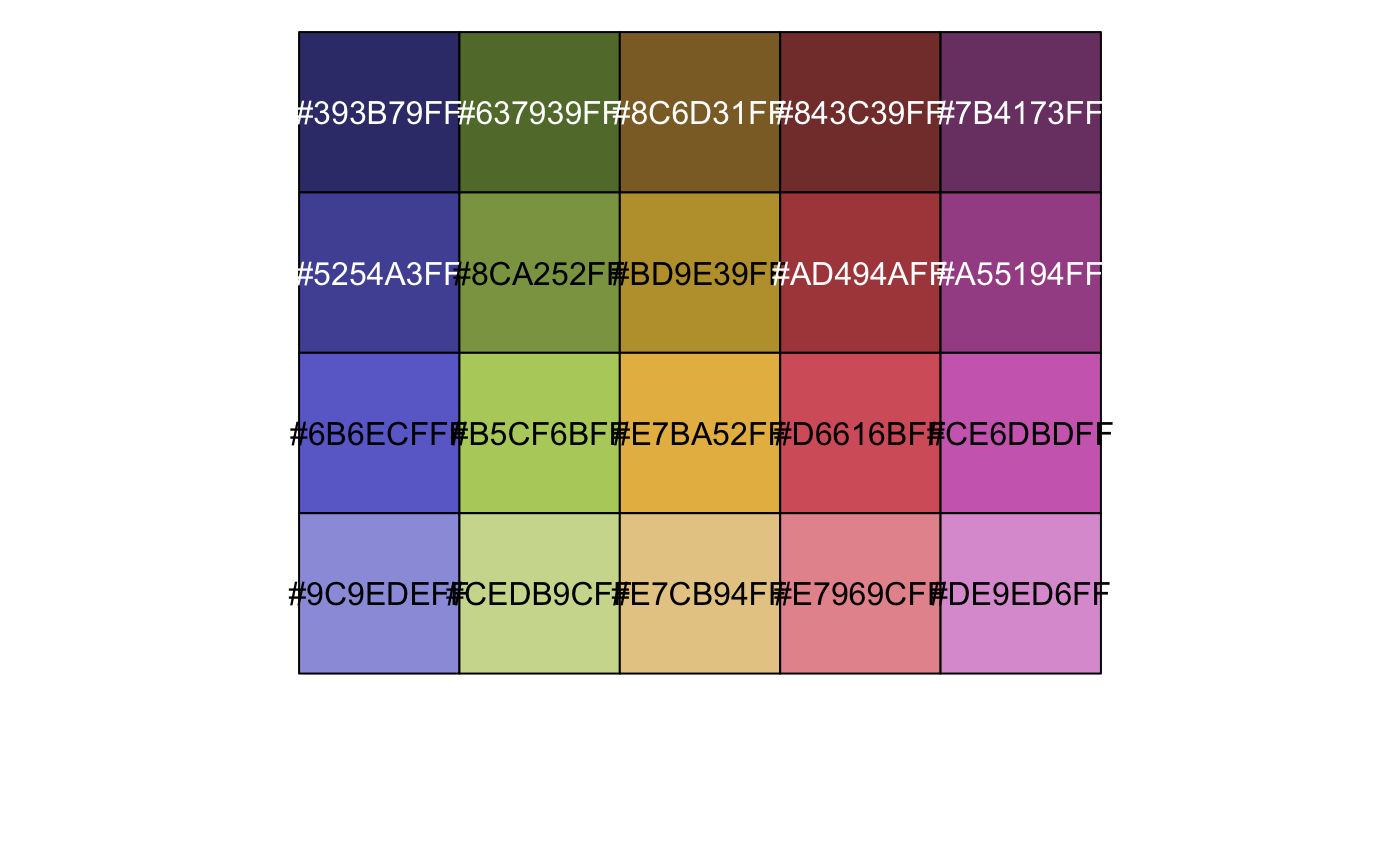 #393B79FF #637939FF #8C6D31FF #843C39FF #7B4173FF
#5254A3FF #8CA252FF #BD9E39FF #AD494AFF #A55194FF
#6B6ECFFF #B5CF6BFF #E7BA52FF #D6616BFF #CE6DBDFF
#9C9EDEFF #CEDB9CFF #E7CB94FF #E7969CFF #DE9ED6FF